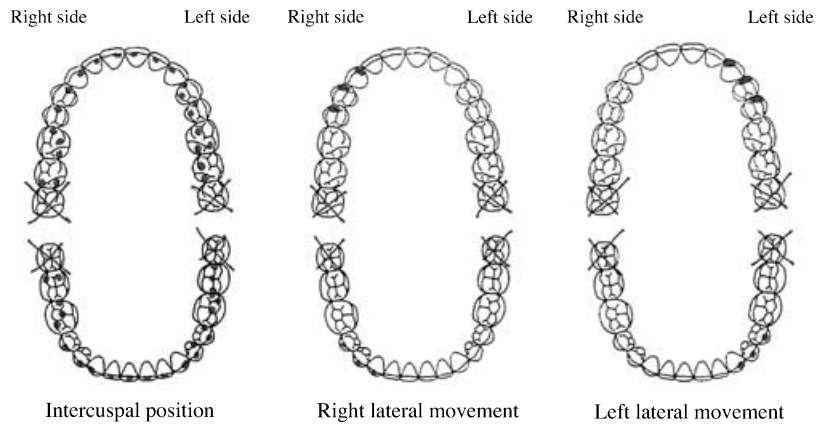 Right side Left side Right side Left side Right side Left side
Intercuspal position Right lateral movement Left lateral movement